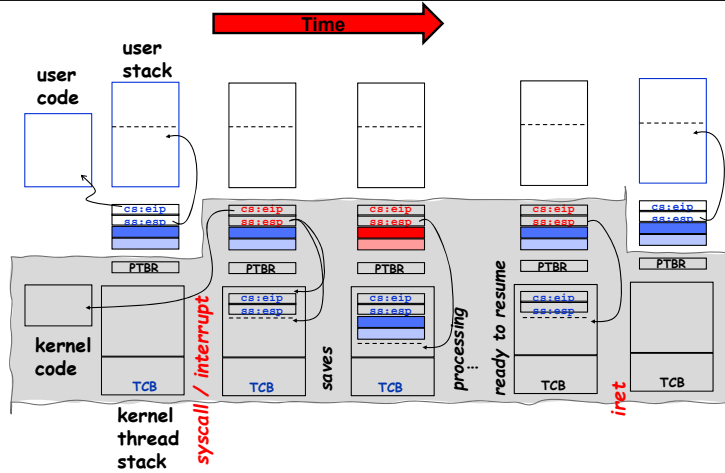 Time
user
stack
user
code
cs:eip
ss:esp
PTBR
TCB
kernel
code
kernel
thread
stack
syscall / interrupt
cs:eip
ss:esp
PTBR
cs:eip
ss:esp
TCB
saves
cs:eip
ss:esp
PTBR
cs:eip
ss:esp
TCB
processing
...
ready to resume
cs:eip
ss:esp
PTBR
cs:eip
ss:esp
TCB
iret
cs:eip
ss:esp
PTBR
TCB